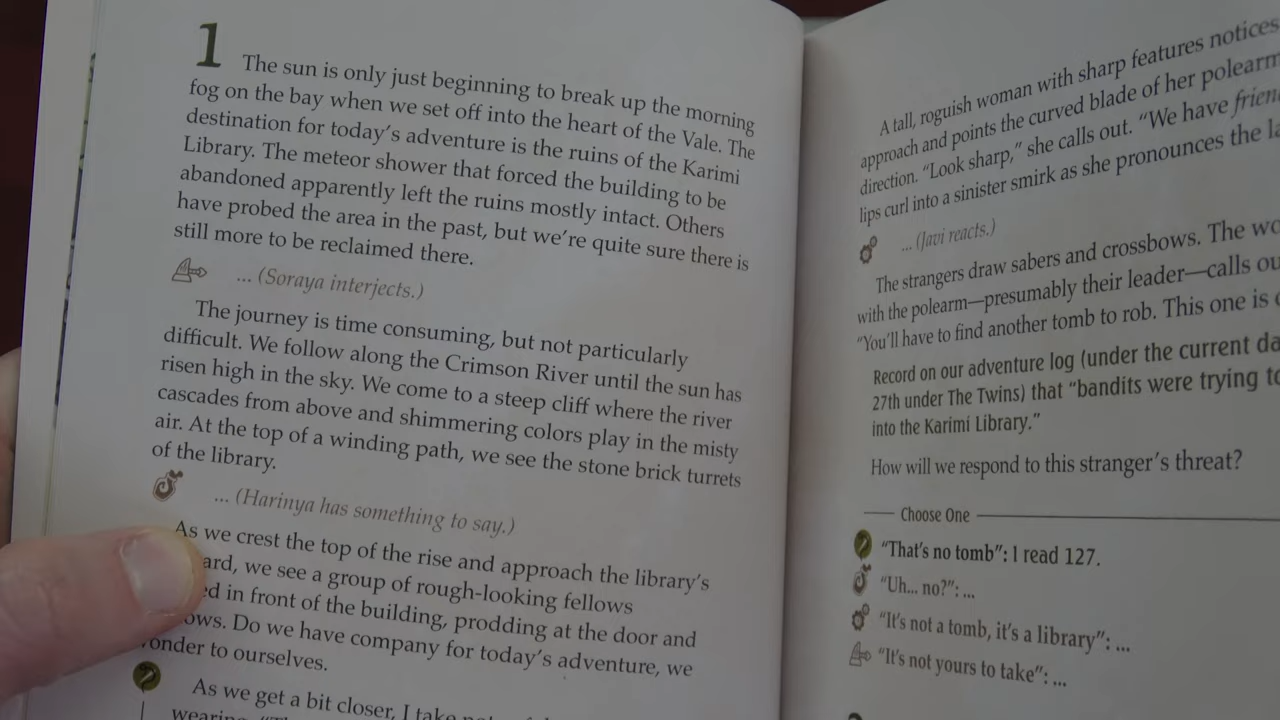 1
The sun is only just beginning to break up the morning
fog on the bay when we set off into the heart of the Vale. The
destination for today's adventure is the ruins of the Karimi
Library. The meteor shower that forced the building to be
abandoned apparently left the ruins mostly intact. Others
have probed the area in the past, but we're quite sure there is
still more to be reclaimed there.
... (Soraya interjects.)
The journey is time consuming, but not particularly
difficult. We follow along the Crimson River until the sun has
risen high in the sky. We come to a steep cliff where the river
cascades from above and shimmering colors play in the misty
air. At the top of a winding path, we see the stone brick turrets
of the library.
... (Harinya has something to say.)
As we crest the top of the rise and approach the library's
we see a group of rough-looking fellows
in front of the building, prodding at the door and
Do we have company for today's adventure, we
to ourselves.
As we get a bit closer, I take
A tall, roguish woman with sharp features notices
approach and points the curved blade of her polearm
direction. "Look sharp," she calls out. "We have
lips curl into a sinister smirk as she pronounces the
... (Javi reacts.)
The strangers draw sabers and crossbows. The
with the polearm—presumably their leader—calls
"You'll have to find another tomb to rob. This one is
Record on our adventure log (under the current
27th under The Twins) that "bandits were trying to
into the Karimi Library."
How will we respond to this stranger's threat?
Choose One
"That's no tomb": I read 127.
"Uh... no?": ...
"It's not a tomb, it's a library": ...
"It's not yours to take": ...